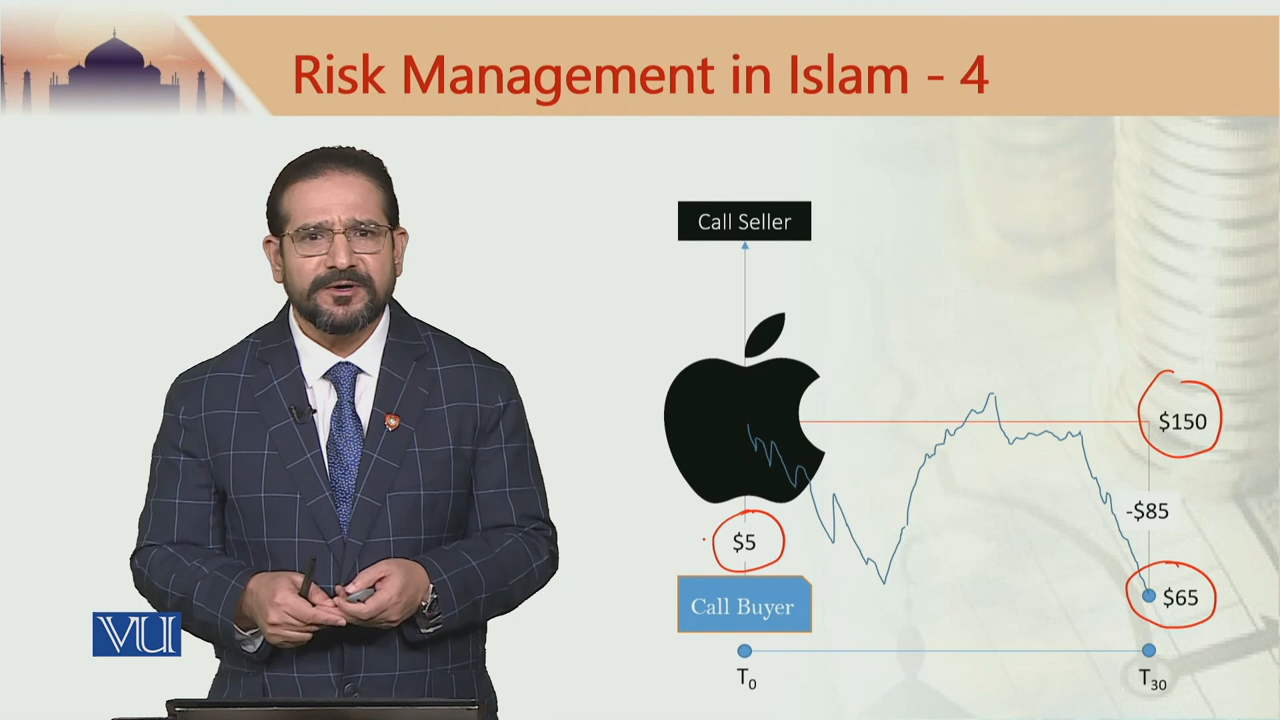 Risk Management in Islam - 4
Call Seller
$150
-$85
$5
$65
Call Buyer
VU
T₀
T₃₀